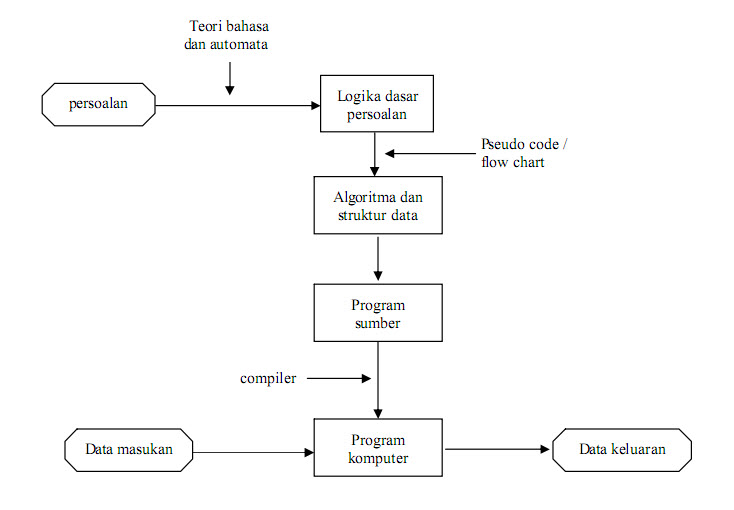 Teori bahasa
dan automata
persoalan
Logika dasar
persoalan
Pseudo code /
flow chart
Algoritma dan
struktur data
Program
sumber
compiler
Data masukan
Program
komputer
Data keluaran